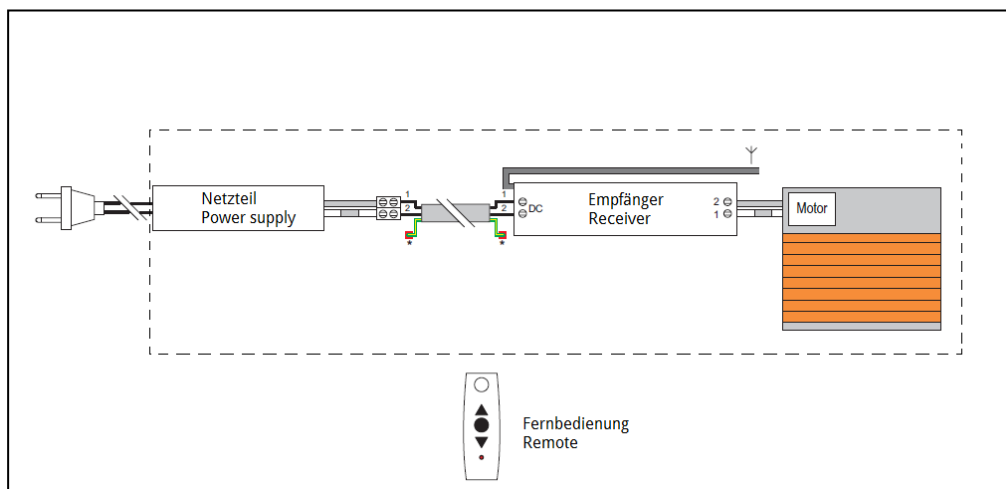 Netzteil
Power supply
1
2
*
*
1
2
DC
Empfänger
Receiver
2
1
Motor
Fernbedienung
Remote